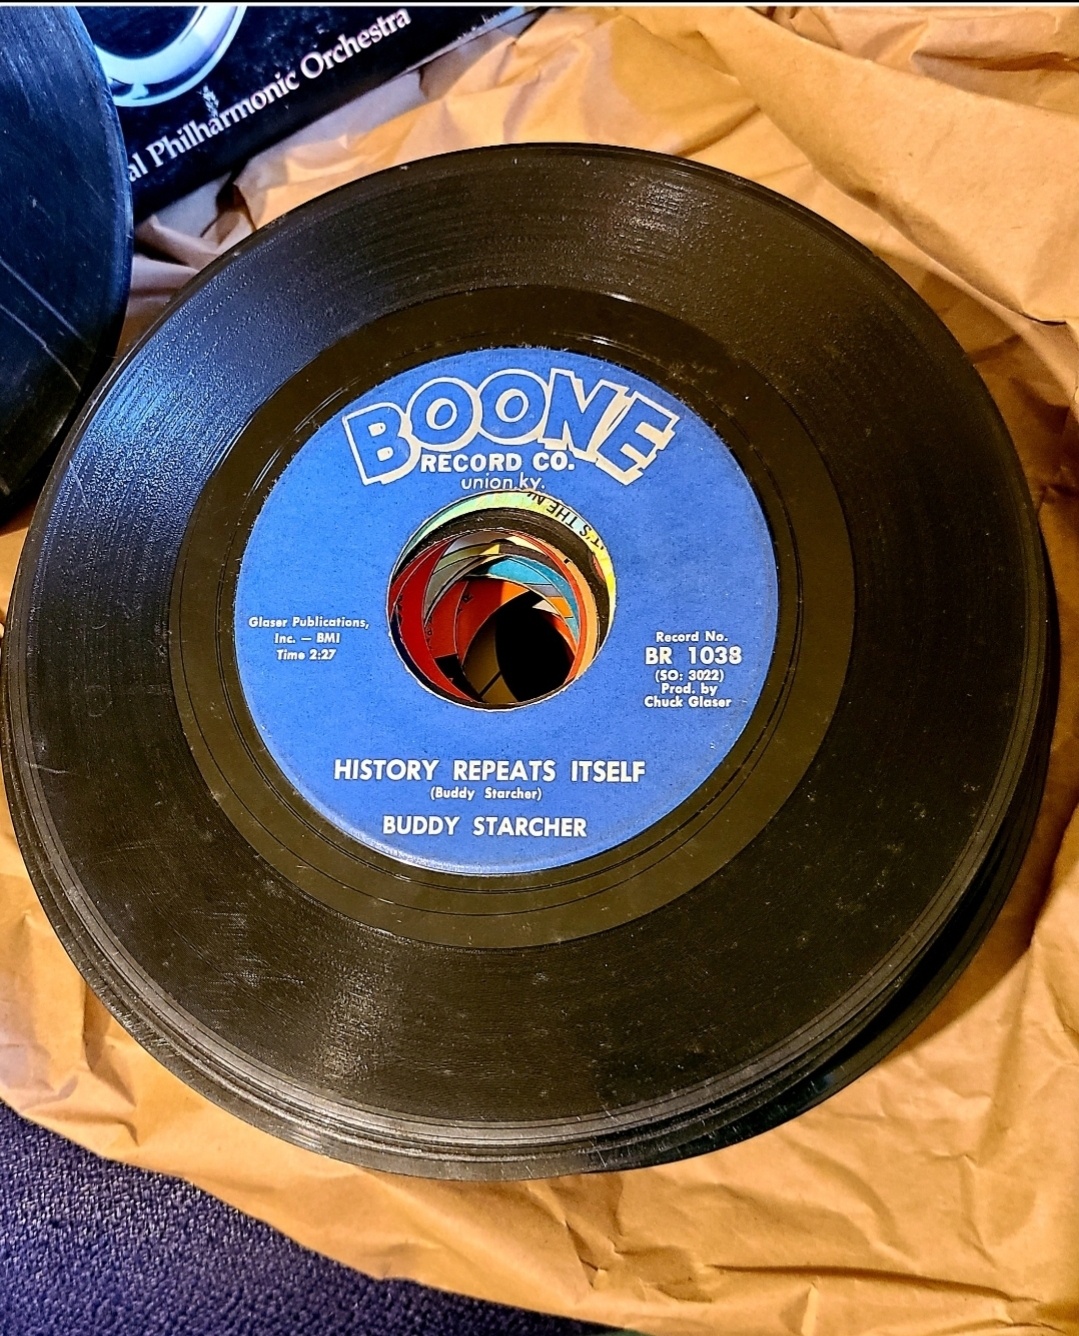 al Philharmonic Orchestra
BOONE
RECORD CO.
union, ky.
'S THE
Glaser Publications,
Inc. — BMI
Time 2:27
Record No.
BR 1038
(SO: 3022)
Prod. by
Chuck Glaser
HISTORY REPEATS ITSELF
(Buddy Starcher)
BUDDY STARCHER